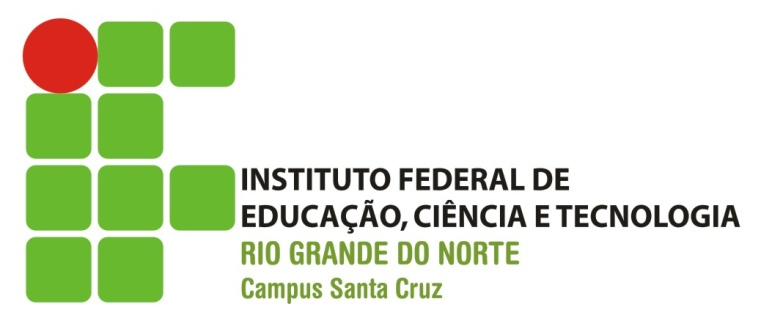 INSTITUTO FEDERAL DE
EDUCAÇÃO, CIÊNCIA E TECNOLOGIA
RIO GRANDE DO NORTE
Campus Santa Cruz